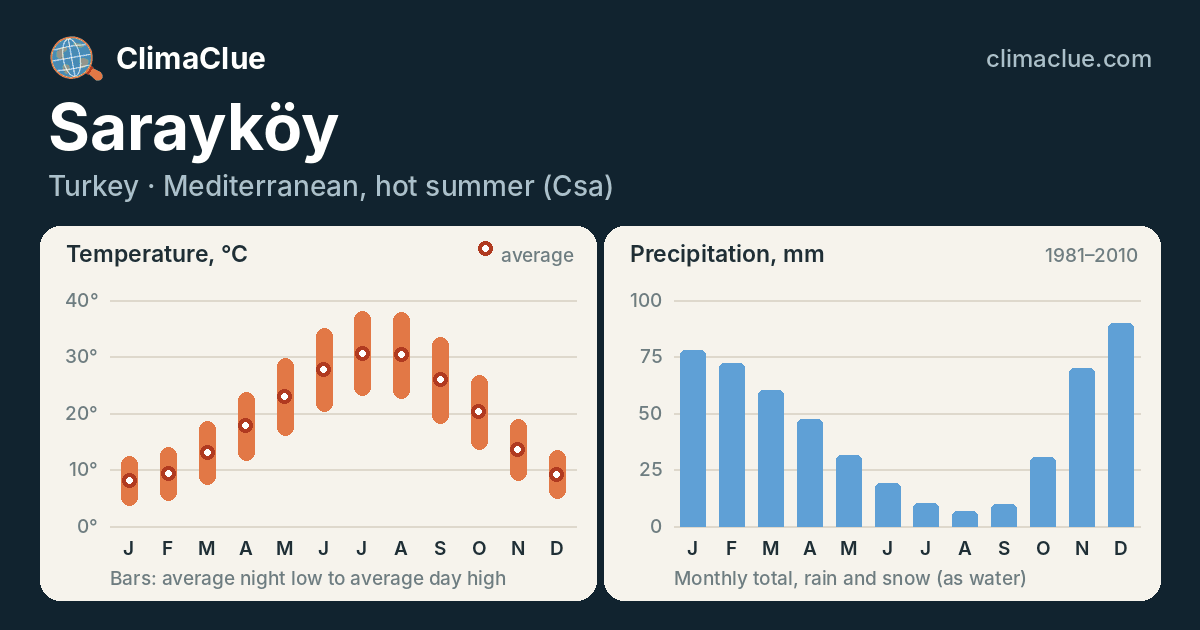 ClimaClue
climaclue.com
Sarayköy
Turkey · Mediterranean, hot summer (Csa)
Temperature, °C
average
40°
30°
20°
10°
0°
J F M A M J J A S O N D
Bars: average night low to average day high
Precipitation, mm
1981–2010
100
75
50
25
0
J F M A M J J A S O N D
Monthly total, rain and snow (as water)